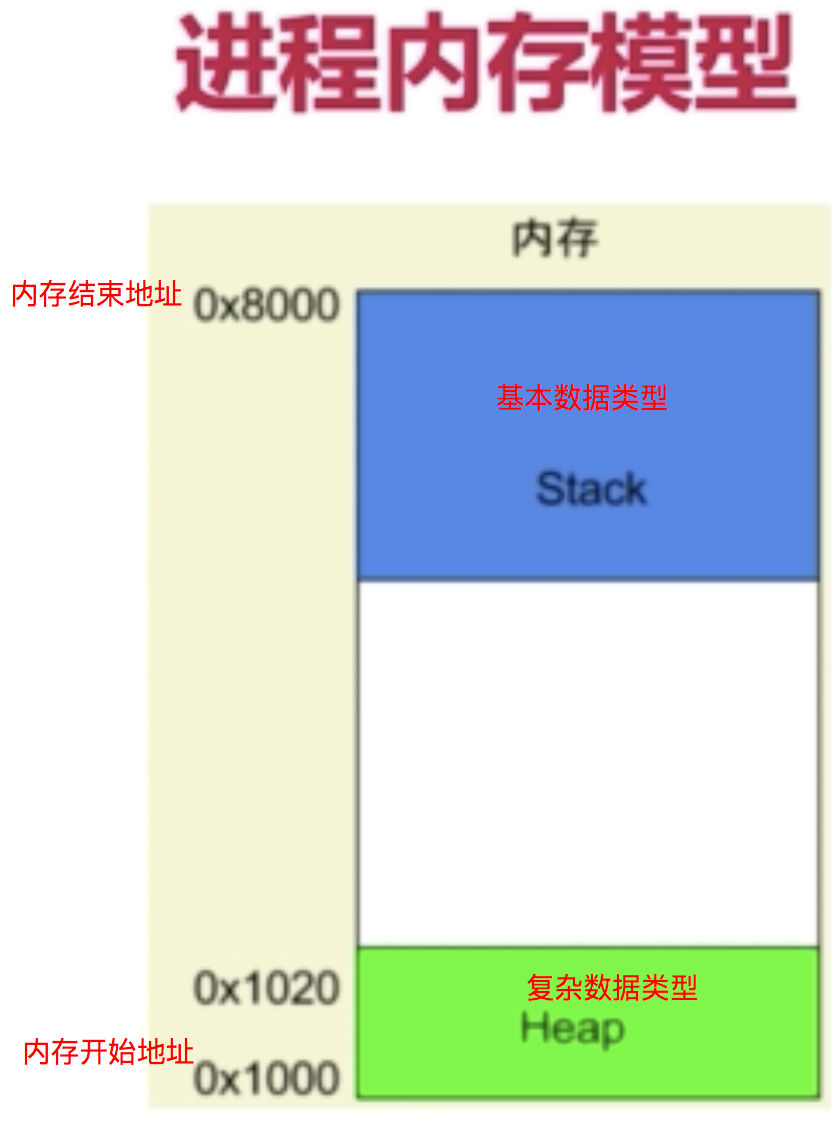 进程内存模型
内存
内存结束地址
0x8000
基本数据类型
Stack
0x1020
复杂数据类型
Heap
内存开始地址
0x1000